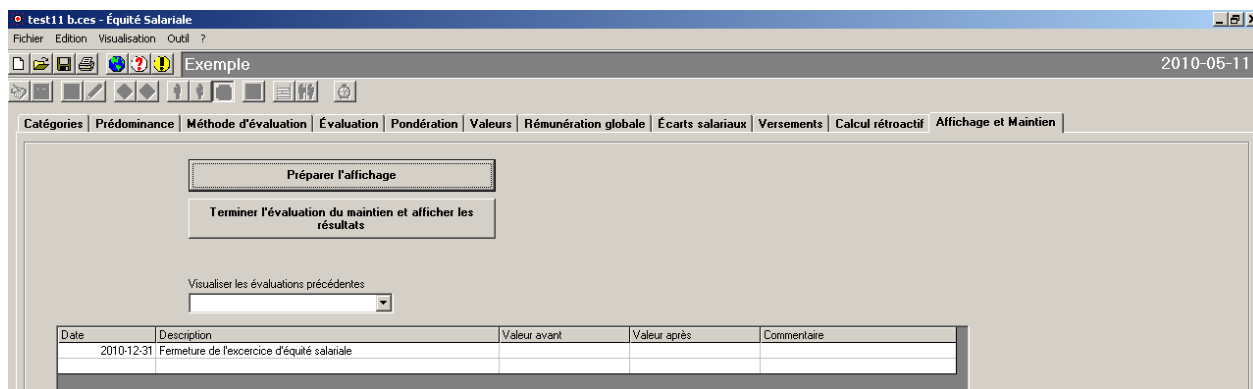 test11 b.ces - Équité Salariale
Fichier Edition Visualisation Outil ?
Exemple 2010-05-11
Catégories Prédominance Méthode d'évaluation Évaluation Pondération Valeurs Rémunération globale Écarts salariaux Versements Calcul rétroactif Affichage et Maintien
Préparer l'affichage
Terminer l'évaluation du maintien et afficher les
résultats
Visualiser les évaluations précédentes
Date Description Valeur avant Valeur après Commentaire
2010-12-31 Fermeture de l'excercice d'équité salariale